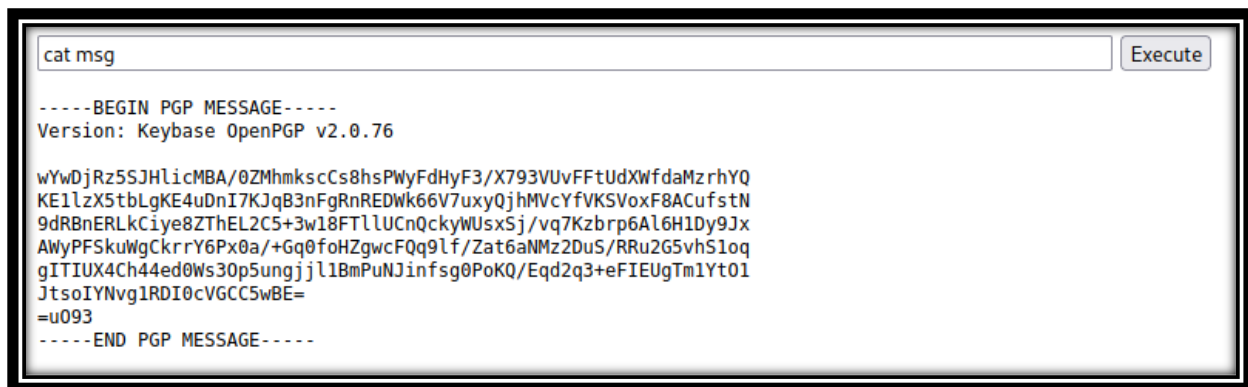 cat msg
Execute
-----BEGIN PGP MESSAGE-----
Version: Keybase OpenPGP v2.0.76
wYwDjRz5SJHlicMBA/0ZMhmkscCs8hsPWyFdHyF3/X793VUvFFtUdXWfdaMzrhYQ
KE1lzX5tbLgKE4uDnI7KJqB3nFgRnREDWk66V7uxyQjhMVcYfVKSVoxF8ACufstN
9dRBnERLkCiye8ZThEL2C5+3w18FTllUCnQckyWUsxSj/vq7Kzbrp6Al6H1Dy9Jx
AWyPFSkuWgCkrrY6Px0a/+Gq0foHZgwcFQq9lf/Zat6aNMz2DuS/RRu2G5vhS1oq
gITIUX4Ch44ed0Ws3Op5ungjjl1BmPuNJinfsg0PoKQ/Eqd2q3+eFIEUgTm1YtO1
JtsoIYNvg1RDI0cVGCC5wBE=
=uO93
-----END PGP MESSAGE-----